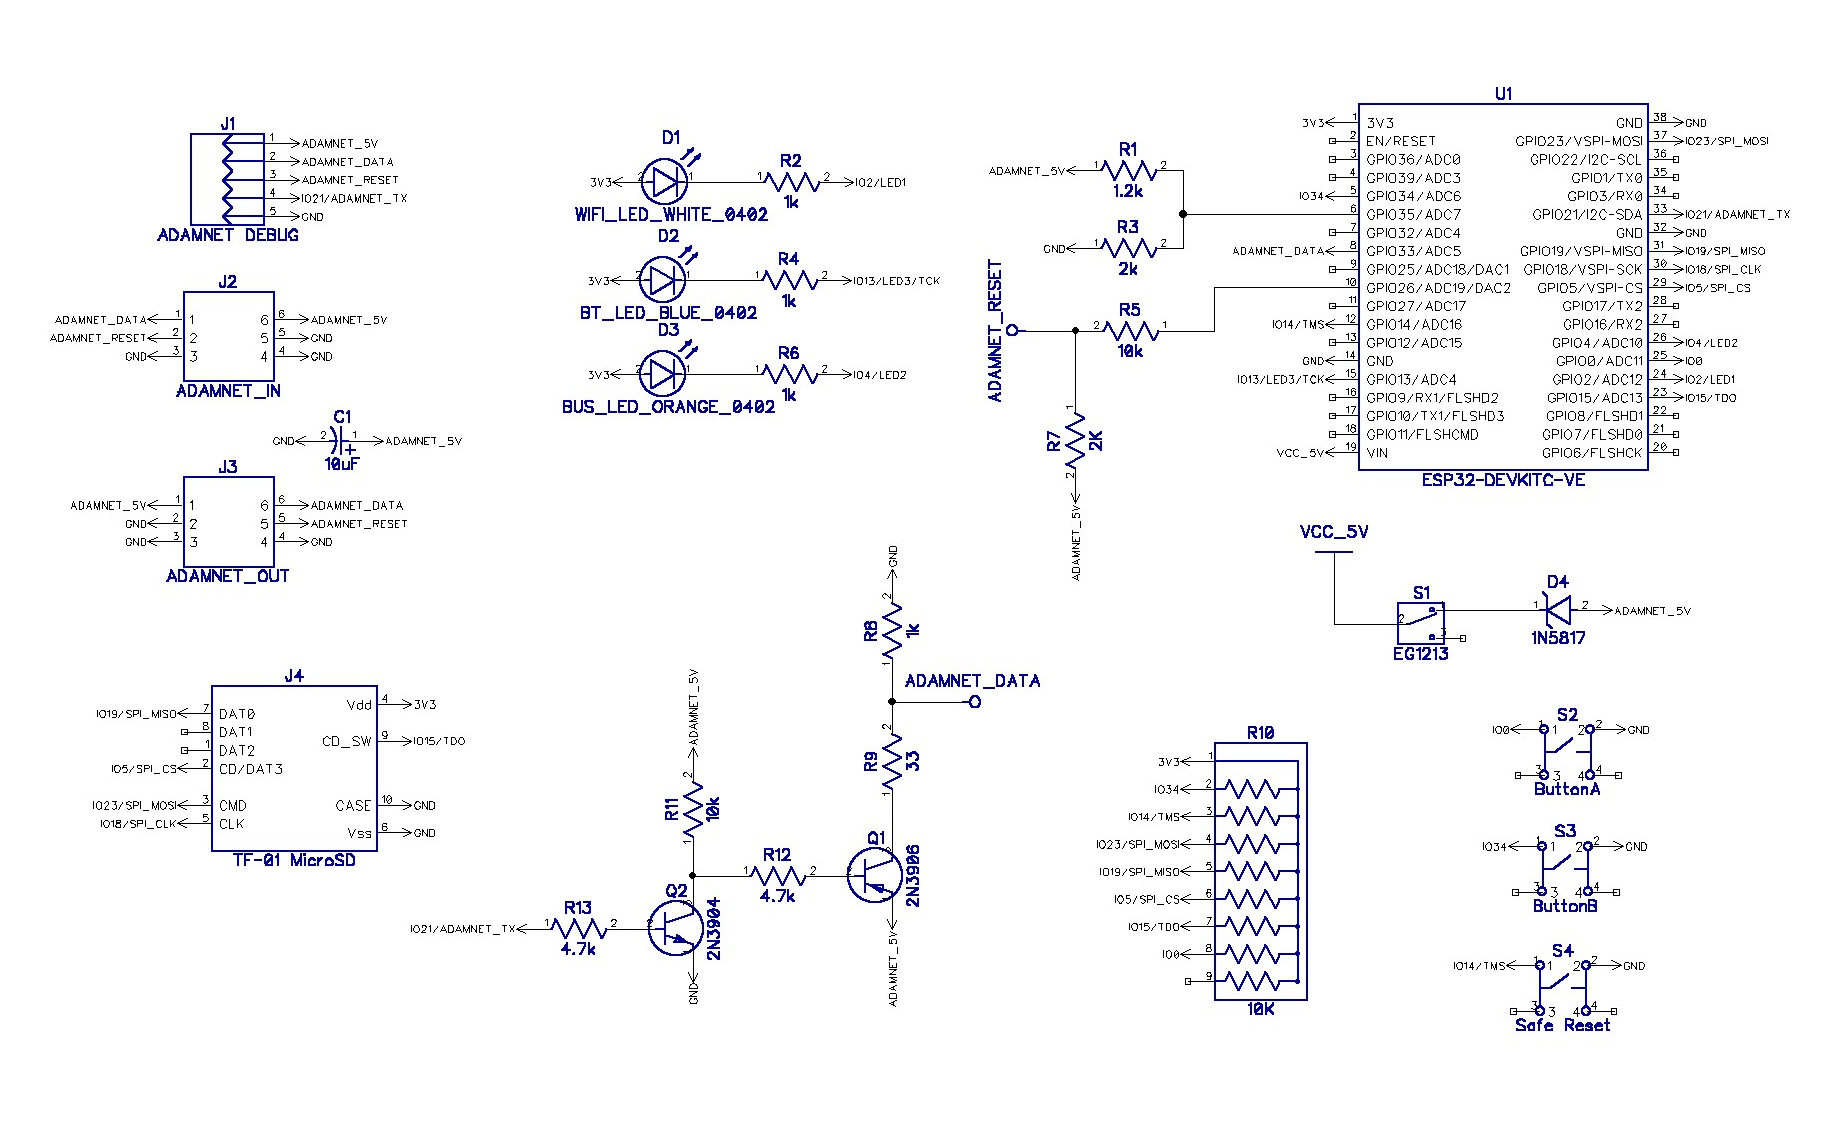 J1
1 ADAMNET_5V
2 ADAMNET_DATA
3 ADAMNET_RESET
4 IO21/ADAMNET_TX
5 GND
ADAMNET DEBUG
J2
ADAMNET_DATA 1 1 6 6 ADAMNET_5V
ADAMNET_RESET 2 2 5 5 GND
GND 3 3 4 4 GND
ADAMNET_IN
C1
GND 2 1 ADAMNET_5V
+
10uF
J3
ADAMNET_5V 1 1 6 6 ADAMNET_DATA
GND 2 2 5 5 ADAMNET_RESET
GND 3 3 4 4 GND
ADAMNET_OUT
J4
Vdd 4 3V3
IO19/SPI_MISO 7 DAT0
8 DAT1
CD_SW 9 IO15/TDO
1 DAT2
IO5/SPI_CS 2 CD/DAT3
IO23/SPI_MOSI 3 CMD CASE 10 GND
IO18/SPI_CLK 5 CLK
Vss 6 GND
TF-01 MicroSD
D1
R2
3V3 2 1 1 2 IO2/LED1
1k
WIFI_LED_WHITE_0402
D2
R4
3V3 2 1 1 2 IO13/LED3/TCK
1k
BT_LED_BLUE_0402
D3
R6
3V3 2 1 1 2 IO4/LED2
1k
BUS_LED_ORANGE_0402
R1
ADAMNET_5V 1 2
1.2k
R3
GND 1 2
2k
ADAMNET_RESET
R5
2 1
10k
1
R7
2K
2
ADAMNET_5V
U1
3V3 1 3V3 GND 38 GND
2 EN/RESET GPIO23/VSPI-MOSI 37 IO23/SPI_MOSI
3 GPIO36/ADC0 GPIO22/I2C-SCL 36
4 GPIO39/ADC3 GPIO1/TX0 35
IO34 5 GPIO34/ADC6 GPIO3/RX0 34
6 GPIO35/ADC7 GPIO21/I2C-SDA 33 IO21/ADAMNET_TX
7 GPIO32/ADC4 GND 32 GND
ADAMNET_DATA 8 GPIO33/ADC5 GPIO19/VSPI-MISO 31 IO19/SPI_MISO
9 GPIO25/ADC18/DAC1 GPIO18/VSPI-SCK 30 IO18/SPI_CLK
10 GPIO26/ADC19/DAC2 GPIO5/VSPI-CS 29 IO5/SPI_CS
11 GPIO27/ADC17 GPIO17/TX2 28
IO14/TMS 12 GPIO14/ADC16 GPIO16/RX2 27
13 GPIO12/ADC15 GPIO4/ADC10 26 IO4/LED2
GND 14 GND GPIO0/ADC11 25 IO0
IO13/LED3/TCK 15 GPIO13/ADC4 GPIO2/ADC12 24 IO2/LED1
16 GPIO9/RX1/FLSHD2 GPIO15/ADC13 23 IO15/TDO
17 GPIO10/TX1/FLSHD3 GPIO8/FLSHD1 22
18 GPIO11/FLSHCMD GPIO7/FLSHD0 21
VCC_5V 19 VIN GPIO6/FLSHCK 20
ESP32-DEVKITC-VE
VCC_5V
S1
2 1
3
EG1213
D4
1 2 ADAMNET_5V
1N5817
GND
2
R8
1k
1
ADAMNET_DATA
2
R9
33
1
ADAMNET_5V
2
R11
10k
1
R12
1 2
4.7k
Q1
2
2N3906
ADAMNET_5V
R13
IO21/ADAMNET_TX 1 2
4.7k
Q2
2
2N3904
GND
R10
3V3 1
IO34 2
IO14/TMS 3
IO23/SPI_MOSI 4
IO19/SPI_MISO 5
IO5/SPI_CS 6
IO15/TDO 7
IO0 8
9
10K
S2
IO0 1 1 2 2 GND
3 3 4 4
ButtonA
S3
IO34 1 1 2 2 GND
3 3 4 4
ButtonB
S4
IO14/TMS 1 1 2 2 GND
3 3 4 4
Safe Reset